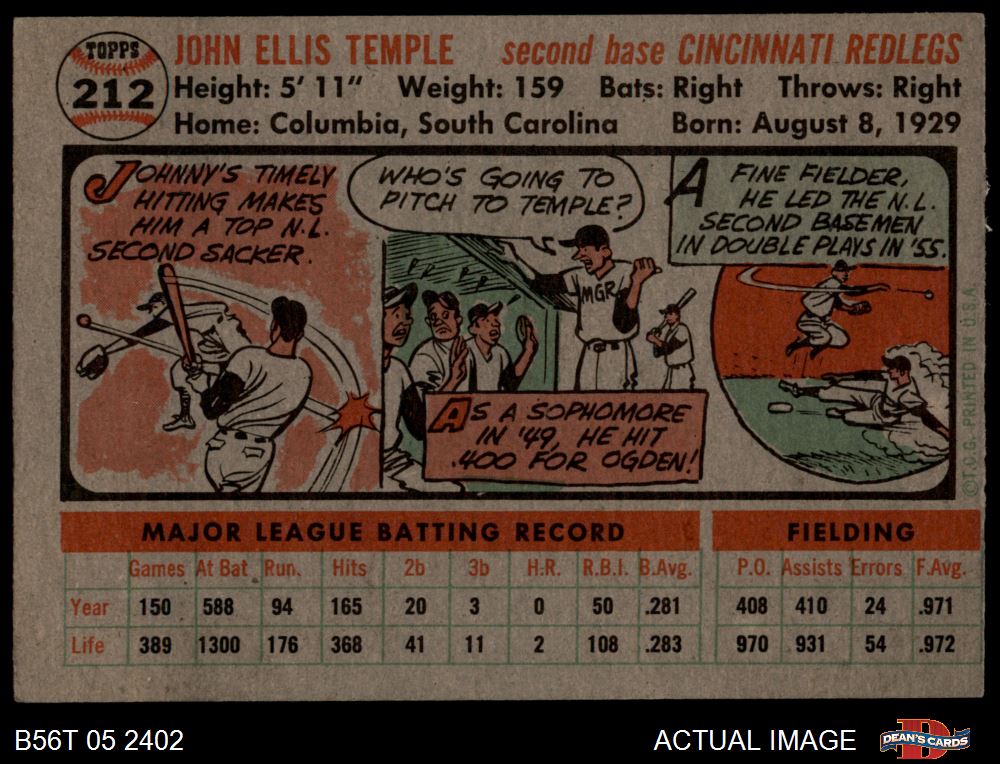 TOPPS
212
JOHN ELLIS TEMPLE second base CINCINNATI REDLEGS
Height: 5' 11" Weight: 159 Bats: Right Throws: Right
Home: Columbia, South Carolina Born: August 8, 1929
JOHNNY'S TIMELY
HITTING MAKES
HIM A TOP N.L.
SECOND SACKER.
WHO'S GOING TO
PITCH TO TEMPLE?
MGR
AS A SOPHOMORE
IN '49, HE HIT
.400 FOR OGDEN!
A FINE FIELDER,
HE LED THE N.L.
SECOND BASEMEN
IN DOUBLE PLAYS IN '55.
©T.C.G. PRINTED IN U.S.A.
MAJOR LEAGUE BATTING RECORD FIELDING
Games At Bat Run. Hits 2b 3b H.R. R.B.I. B.Avg. P.O. Assists Errors F.Avg.
Year 150 588 94 165 20 3 0 50 .281 408 410 24 .971
Life 389 1300 176 368 41 11 2 108 .283 970 931 54 .972
B56T 05 2402 ACTUAL IMAGE D DEAN'S CARDS